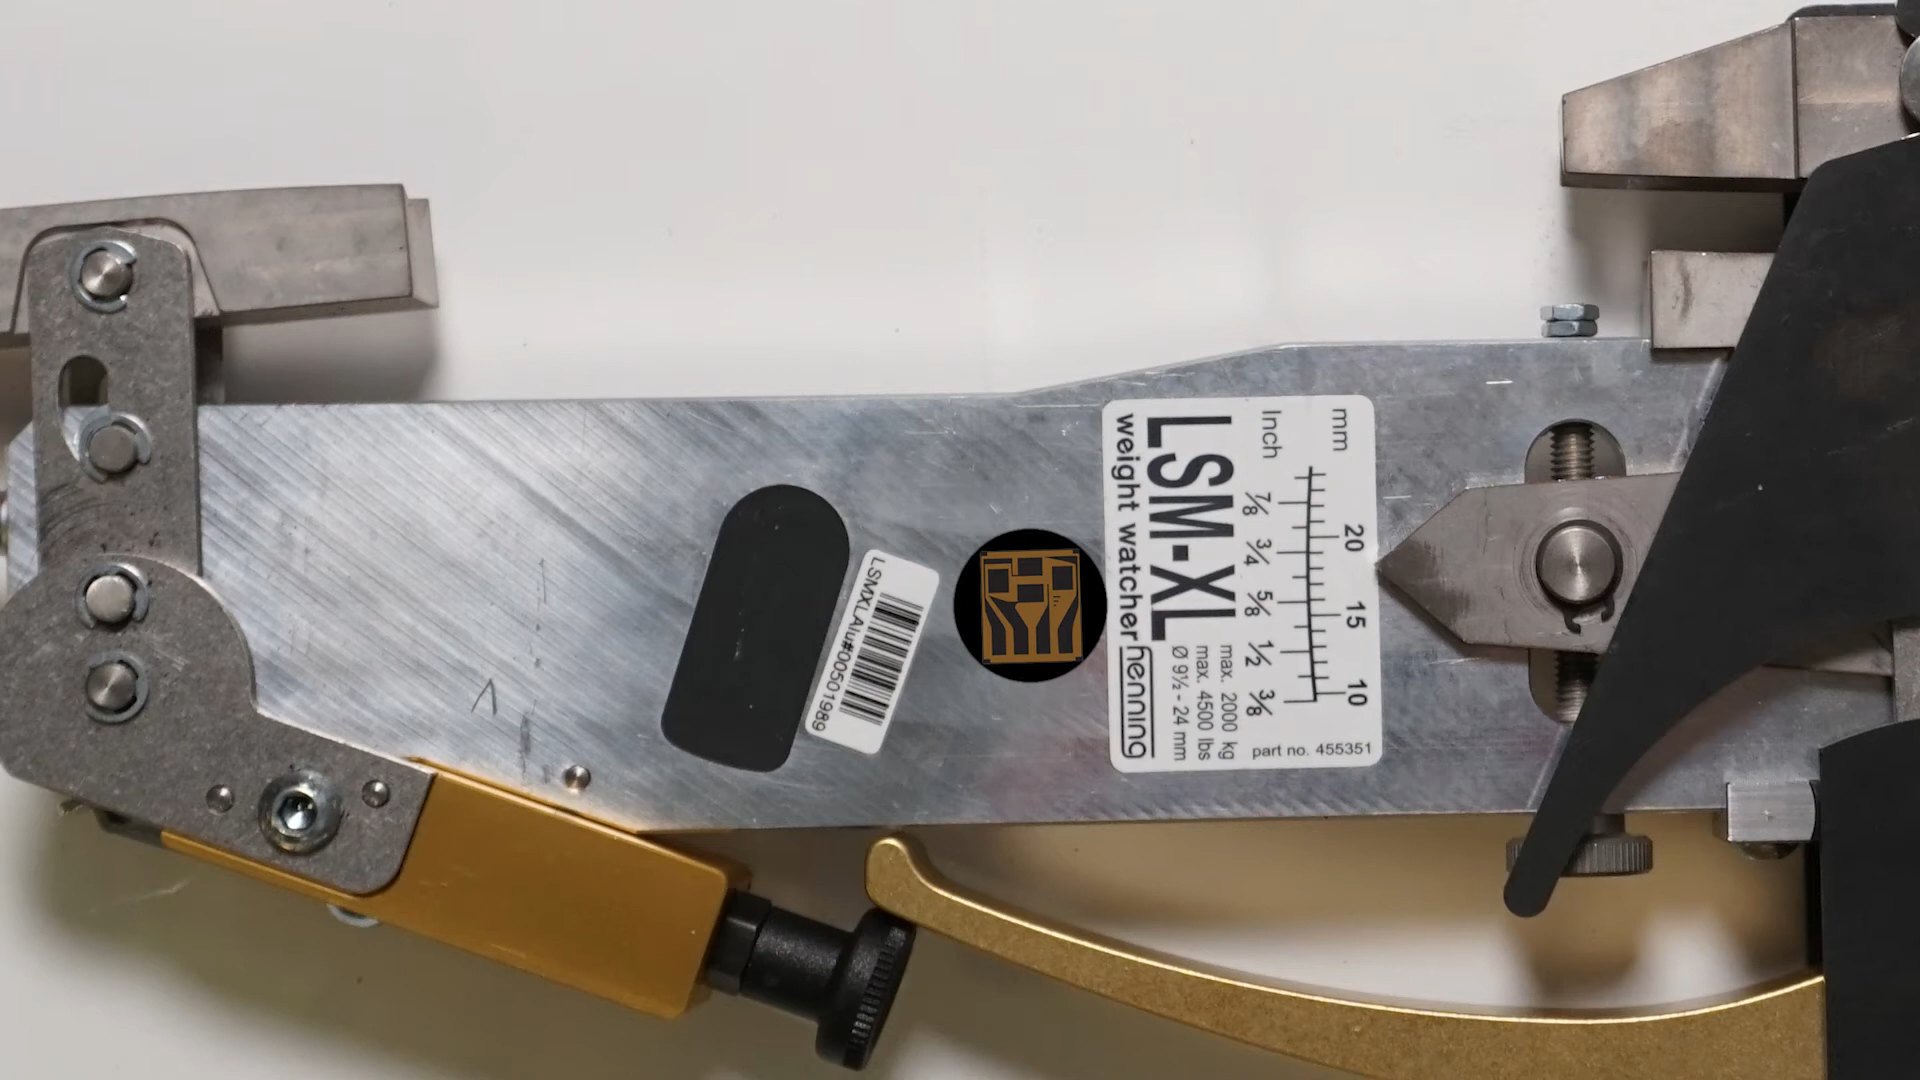 mm
20
15
10
Inch
7/8
3/4
5/8
1/2
3/8
LSM-XL
max. 2000 kg
max. 4500 lbs
Ø 9½ - 24 mm
weight watcher henning
part no. 455351
LSMXLAlu#00501989